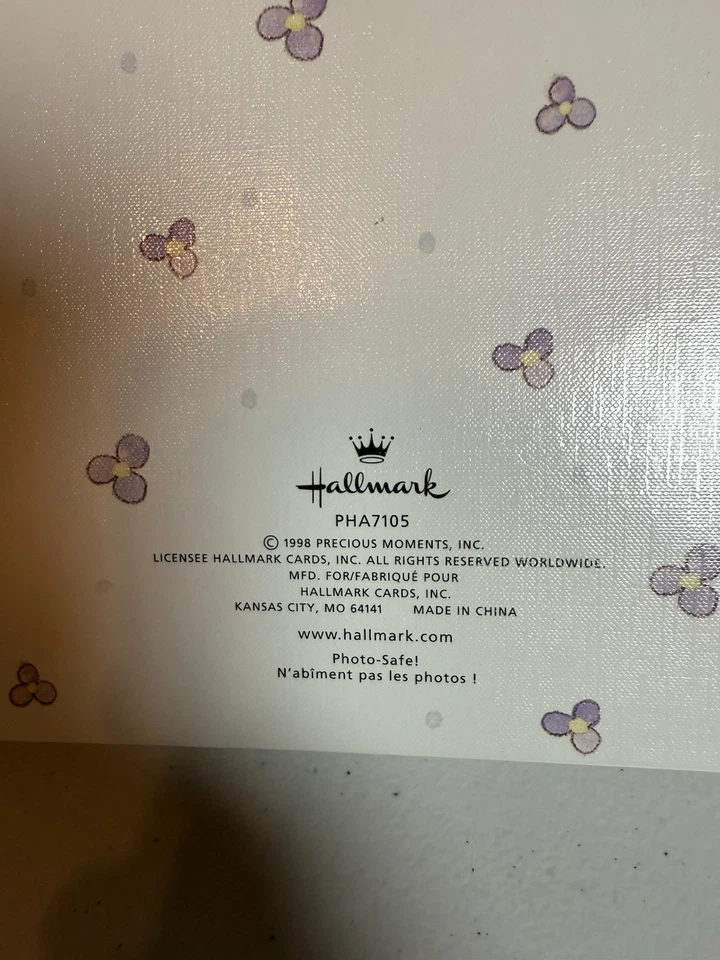 Hallmark
PHA7105
© 1998 PRECIOUS MOMENTS, INC.
LICENSEE HALLMARK CARDS, INC. ALL RIGHTS RESERVED WORLDWIDE.
MFD. FOR/FABRIQUÉ POUR
HALLMARK CARDS, INC.
KANSAS CITY, MO 64141 MADE IN CHINA
www.hallmark.com
Photo-Safe!
N'abîment pas les photos !